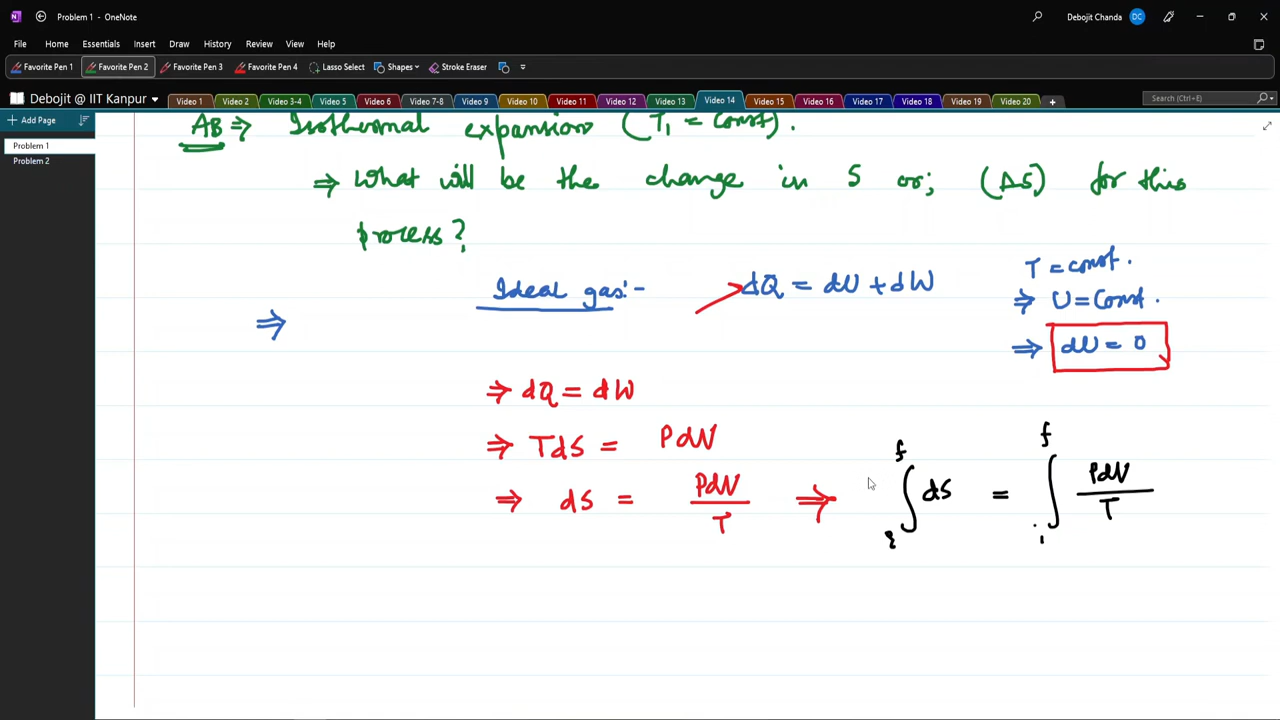 Problem 1 - OneNote
Debojit Chanda DC
File Home Essentials Insert Draw History Review View Help
Favorite Pen 1 Favorite Pen 2 Favorite Pen 3 Favorite Pen 4 Lasso Select Shapes Stroke Eraser
Debojit @ IIT Kanpur Video 1 Video 2 Video 3-4 Video 5 Video 6 Video 7-8 Video 9 Video 10 Video 11 Video 12 Video 13 Video 14 Video 15 Video 16 Video 17 Video 18 Video 19 Video 20 + Search (Ctrl+E)
+ Add Page
Problem 1
Problem 2
AB ⇒ Isothermal expansion (T₁ = const).
⇒ What will be the change in S or; (ΔS) for this
process?
⇒ Ideal gas:- dQ = dU + dW
T = const.
⇒ U = Const.
⇒ dU = 0
⇒ dQ = dW
⇒ TdS = PdV
⇒ dS = PdV/T ⇒ ∫ᵢᶠ dS = ∫ᵢᶠ PdV/T